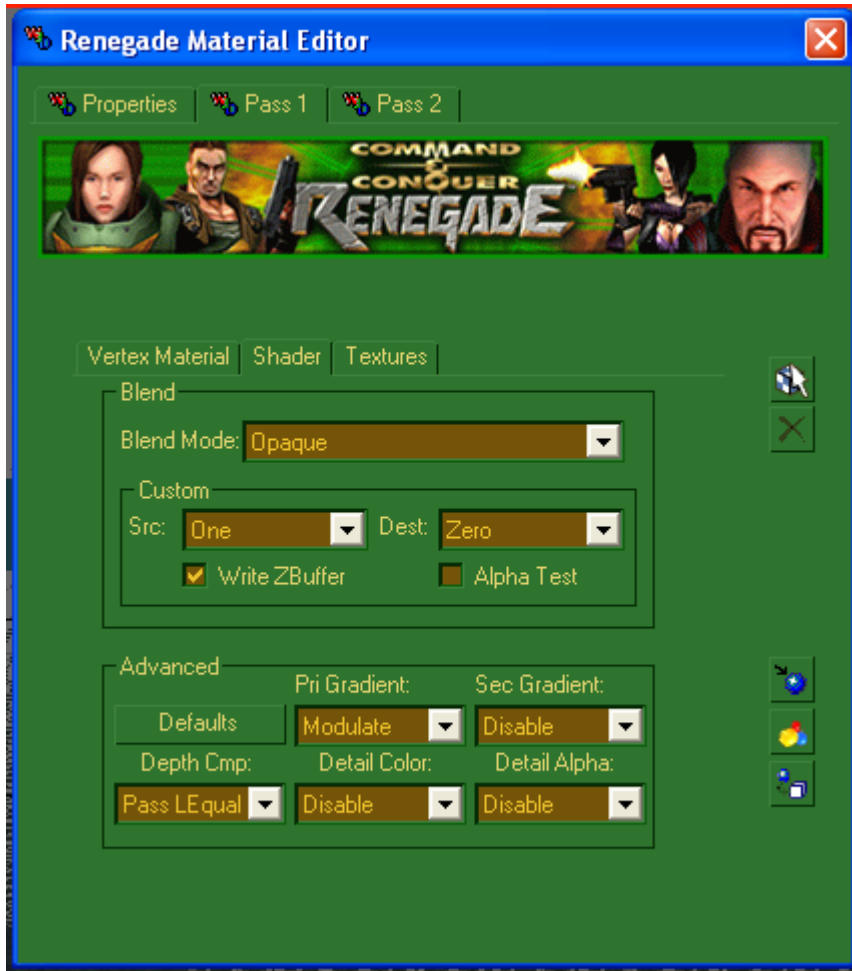 Renegade Material Editor
Properties Pass 1 Pass 2
COMMAND
&
CONQUER
RENEGADE
Vertex Material Shader Textures
Blend
Blend Mode: Opaque
Custom
Src: One Dest: Zero
Write ZBuffer Alpha Test
Advanced
Pri Gradient: Sec Gradient:
Defaults Modulate Disable
Depth Cmp: Detail Color: Detail Alpha:
Pass LEqual Disable Disable